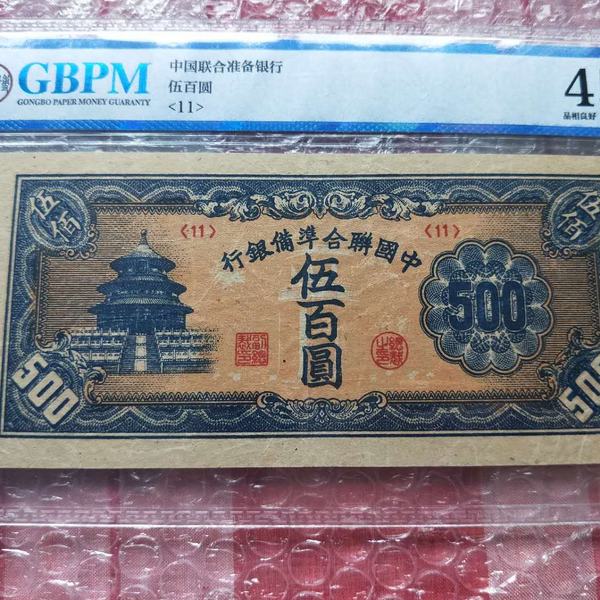 GBPM
GONGBO PAPER MONEY GUARANTY
中国联合准备银行
伍百圆
<11>
4
品相良好
伍佰
伍佰
〈11〉
〈11〉
行銀備準合聯國中
伍百圓
500
500
500